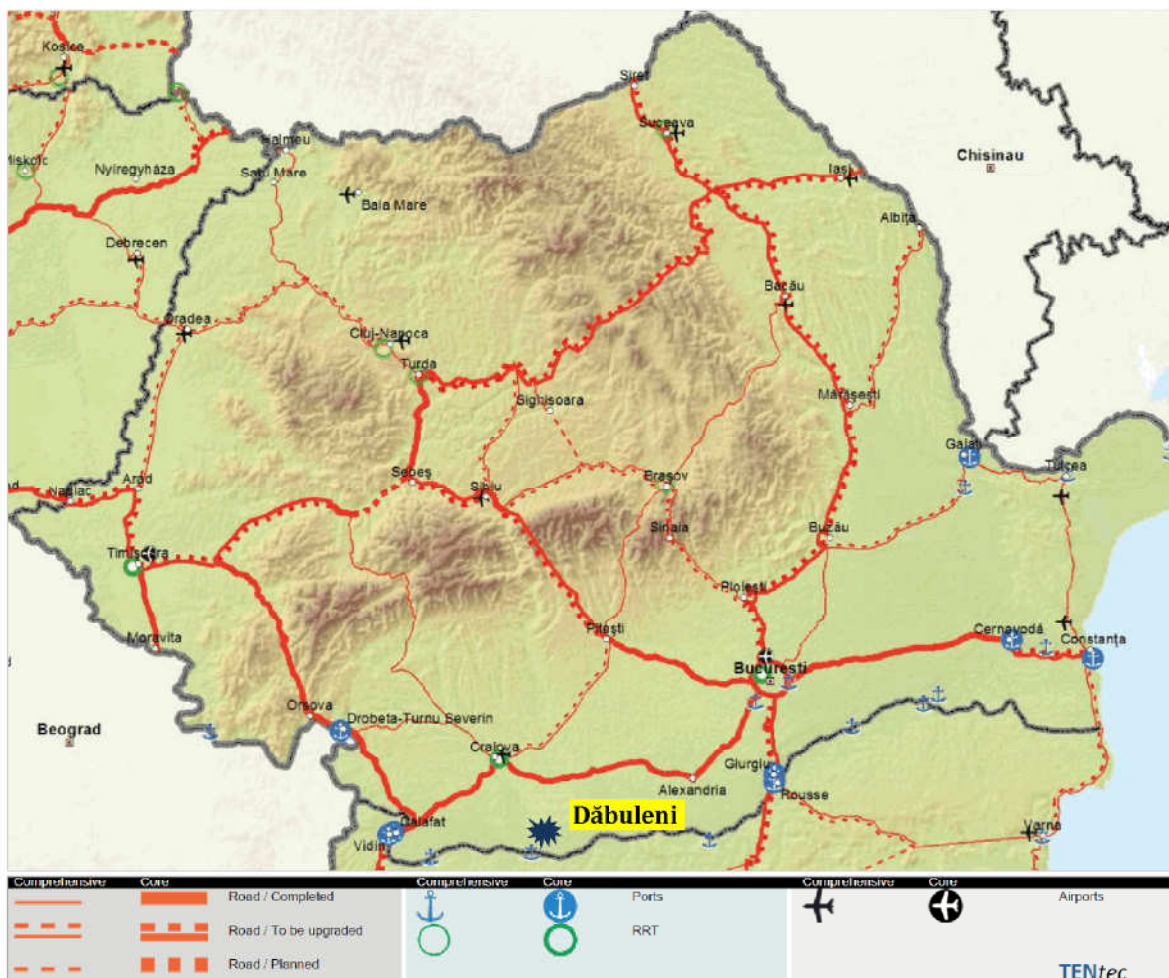 Kosice
Siret
Suceava
Halmeu
Chisinau
Miskolc
Nyiregyháza
Satu Mare
Iași
Baia Mare
Albița
Debrecen
Bacău
Oradea
Cluj-Napoca
Turda
Sighisoara
Mărășești
Galați
Tulcea
Sebeș
Sibiu
Brașov
Arad
Nadlac
Sinaia
Buzău
Timișoara
Ploiești
Moravita
Pitești
Cernavodă
Constanța
București
Orsova
Drobeta-Turnu Severin
Beograd
Craiova
Giurgiu
Alexandria
Rousse
Dăbuleni
Calafat
Vidin
Varna
Comprehensive Core Comprehensive Core Comprehensive Core
Road / Completed Ports Airports
Road / To be upgraded RRT
Road / Planned
TENtec